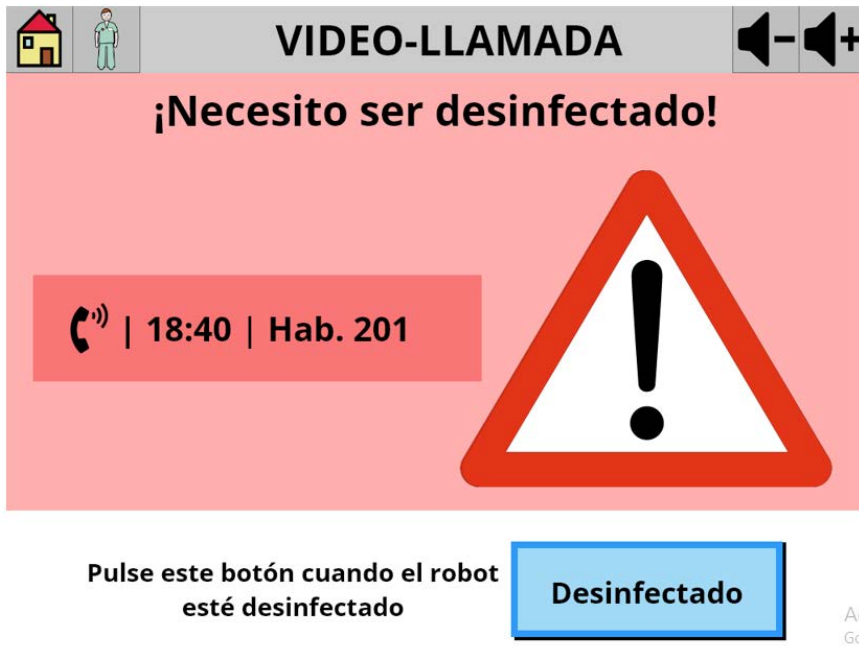 VIDEO-LLAMADA
¡Necesito ser desinfectado!
| 18:40 | Hab. 201
Pulse este botón cuando el robot
esté desinfectado
Desinfectado